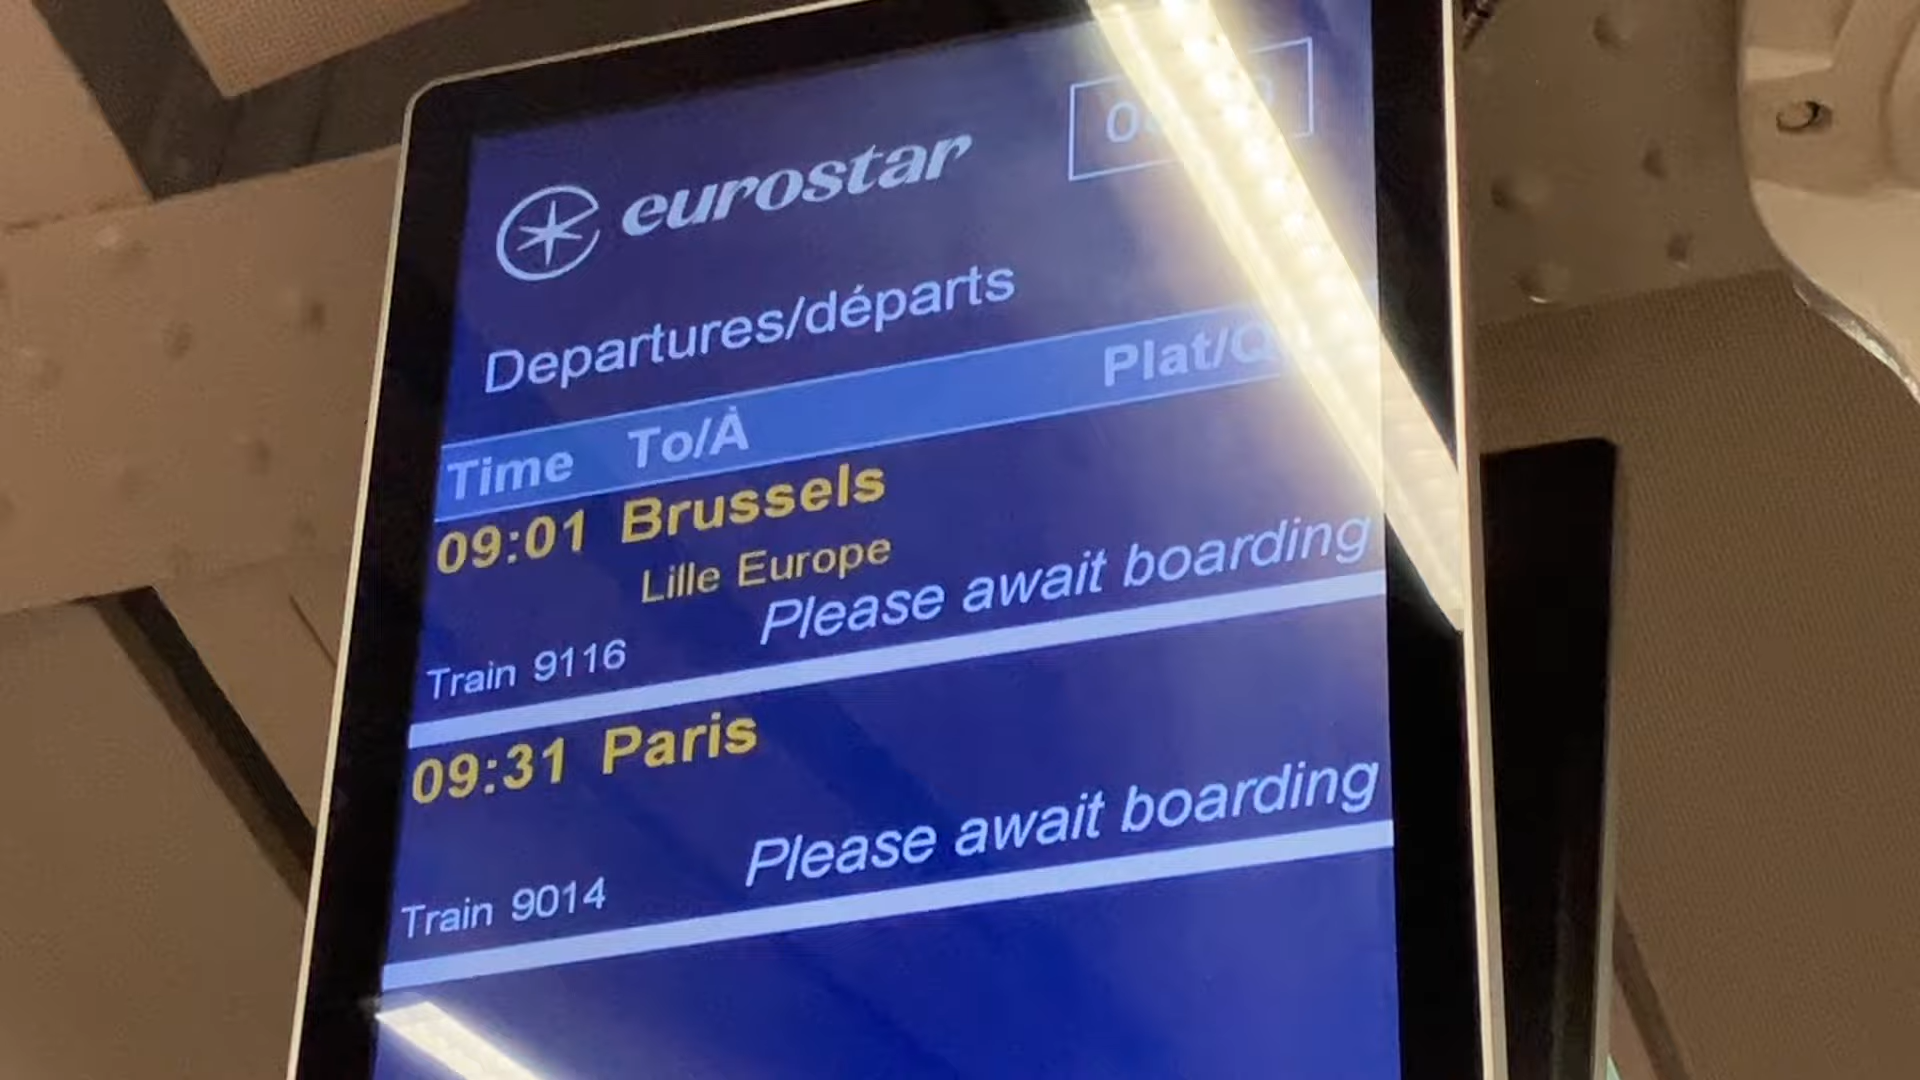 eurostar
Departures/départs
Time To/À Plat/Q
09:01 Brussels
Lille Europe
Please await boarding
Train 9116
09:31 Paris
Please await boarding
Train 9014